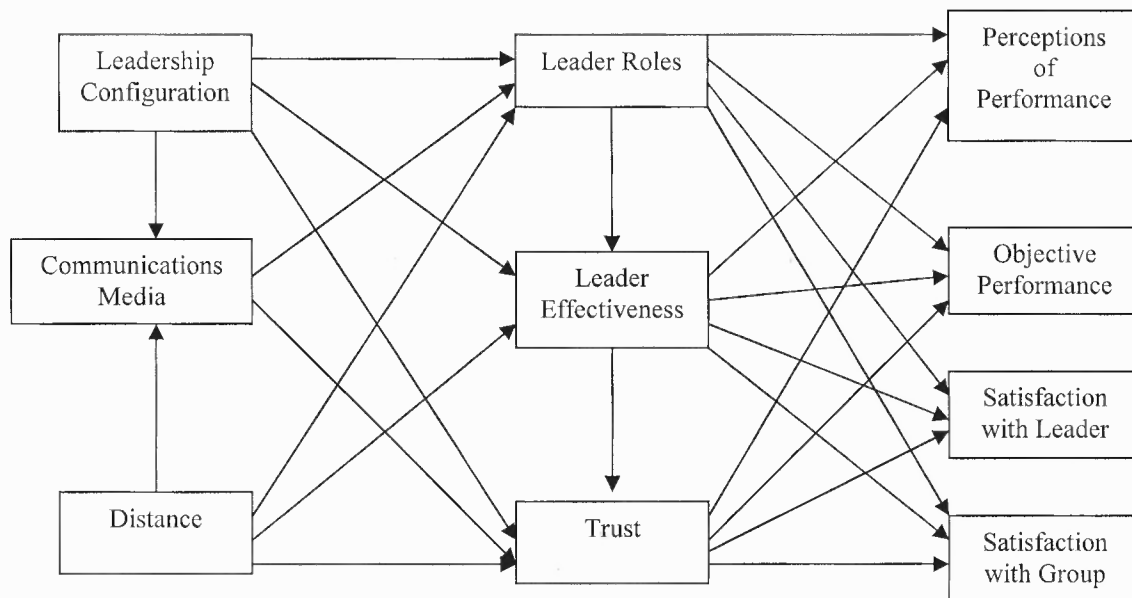 Leadership
Configuration
Leader Roles
Perceptions
of
Performance
Communications
Media
Leader
Effectiveness
Objective
Performance
Satisfaction
with Leader
Distance
Trust
Satisfaction
with Group